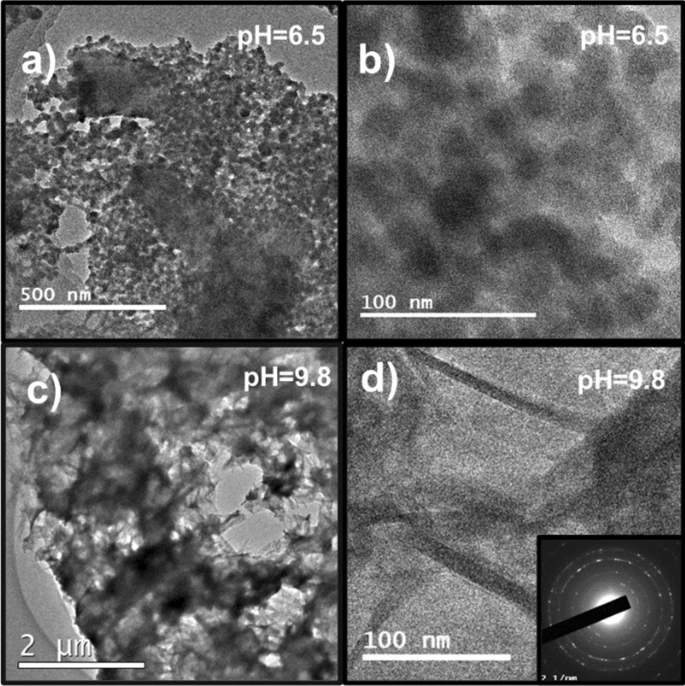 a) pH=6.5
b) pH=6.5
500 nm
100 nm
c) pH=9.8
d) pH=9.8
2 µm
100 nm